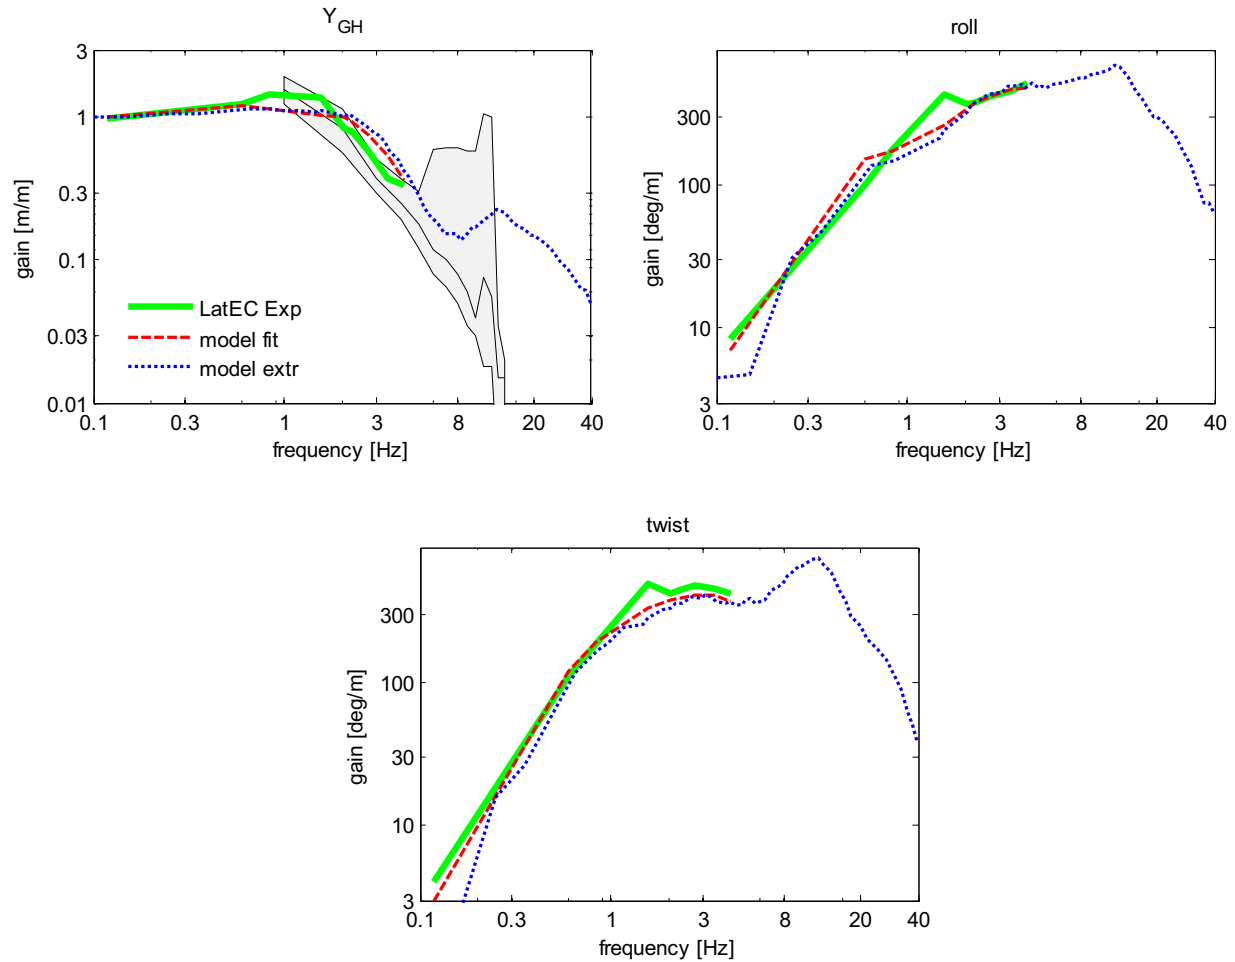 Y_GH
gain [m/m]
3
1
0.3
0.1
0.03
0.01
LatEC Exp
model fit
model extr
0.1 0.3 1 3 8 20 40
frequency [Hz]
roll
gain [deg/m]
300
100
30
10
3
0.1 0.3 1 3 8 20 40
frequency [Hz]
twist
gain [deg/m]
300
100
30
10
3
0.1 0.3 1 3 8 20 40
frequency [Hz]